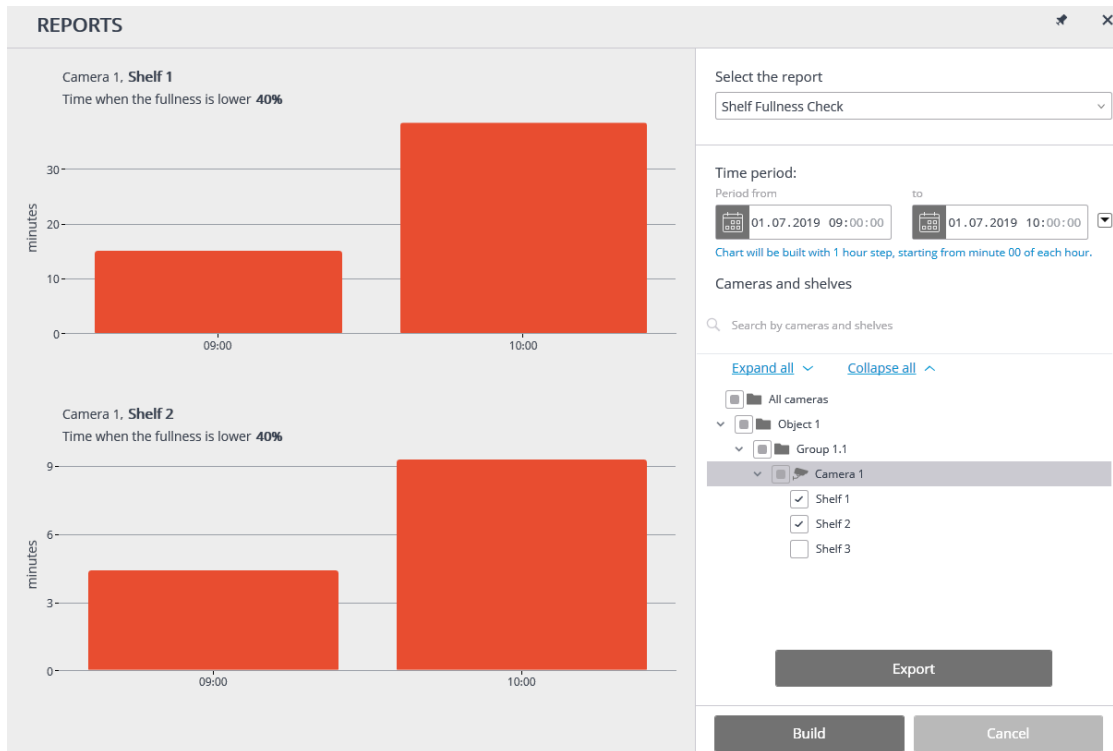 REPORTS
Camera 1, Shelf 1
Time when the fullness is lower 40%
minutes
30
20
10
0
09:00
10:00
Camera 1, Shelf 2
Time when the fullness is lower 40%
minutes
9
6
3
0
09:00
10:00
Select the report
Shelf Fullness Check
Time period:
Period from to
01.07.2019 09:00:00 01.07.2019 10:00:00
Chart will be built with 1 hour step, starting from minute 00 of each hour.
Cameras and shelves
Search by cameras and shelves
Expand all Collapse all
All cameras
Object 1
Group 1.1
Camera 1
Shelf 1
Shelf 2
Shelf 3
Export
Build Cancel